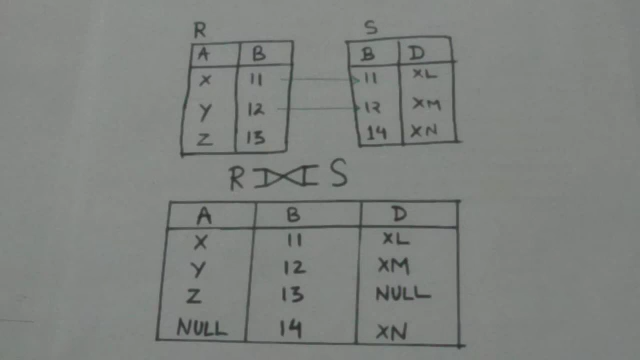 R S
A B B D
X 11 11 XL
Y 12 12 XM
Z 13 14 XN
R ⟗ S
A B D
X 11 XL
Y 12 XM
Z 13 NULL
NULL 14 XN